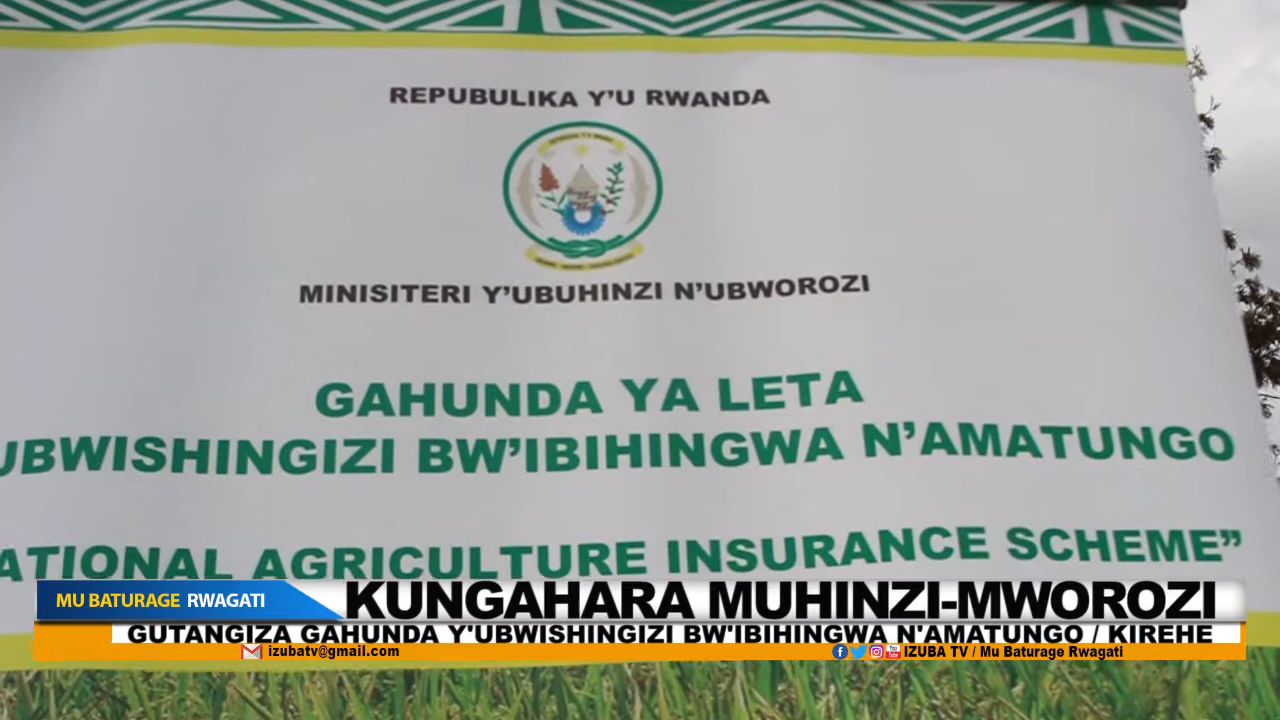 REPUBULIKA Y'U RWANDA
MINISITERI Y'UBUHINZI N'UBWOROZI
GAHUNDA YA LETA
UBWISHINGIZI BW'IBIHINGWA N'AMATUNGO
ATIONAL AGRICULTURE INSURANCE SCHEME"
MU BATURAGE RWAGATI
KUNGAHARA MUHINZI-MWOROZI
GUTANGIZA GAHUNDA Y'UBWISHINGIZI BW'IBIHINGWA N'AMATUNGO / KIREHE
izubatv@gmail.com
IZUBA TV / Mu Baturage Rwagati